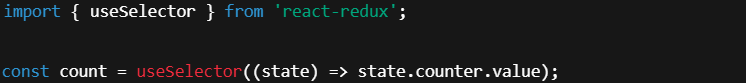 import { useSelector } from 'react-redux';
const count = useSelector((state) => state.counter.value);